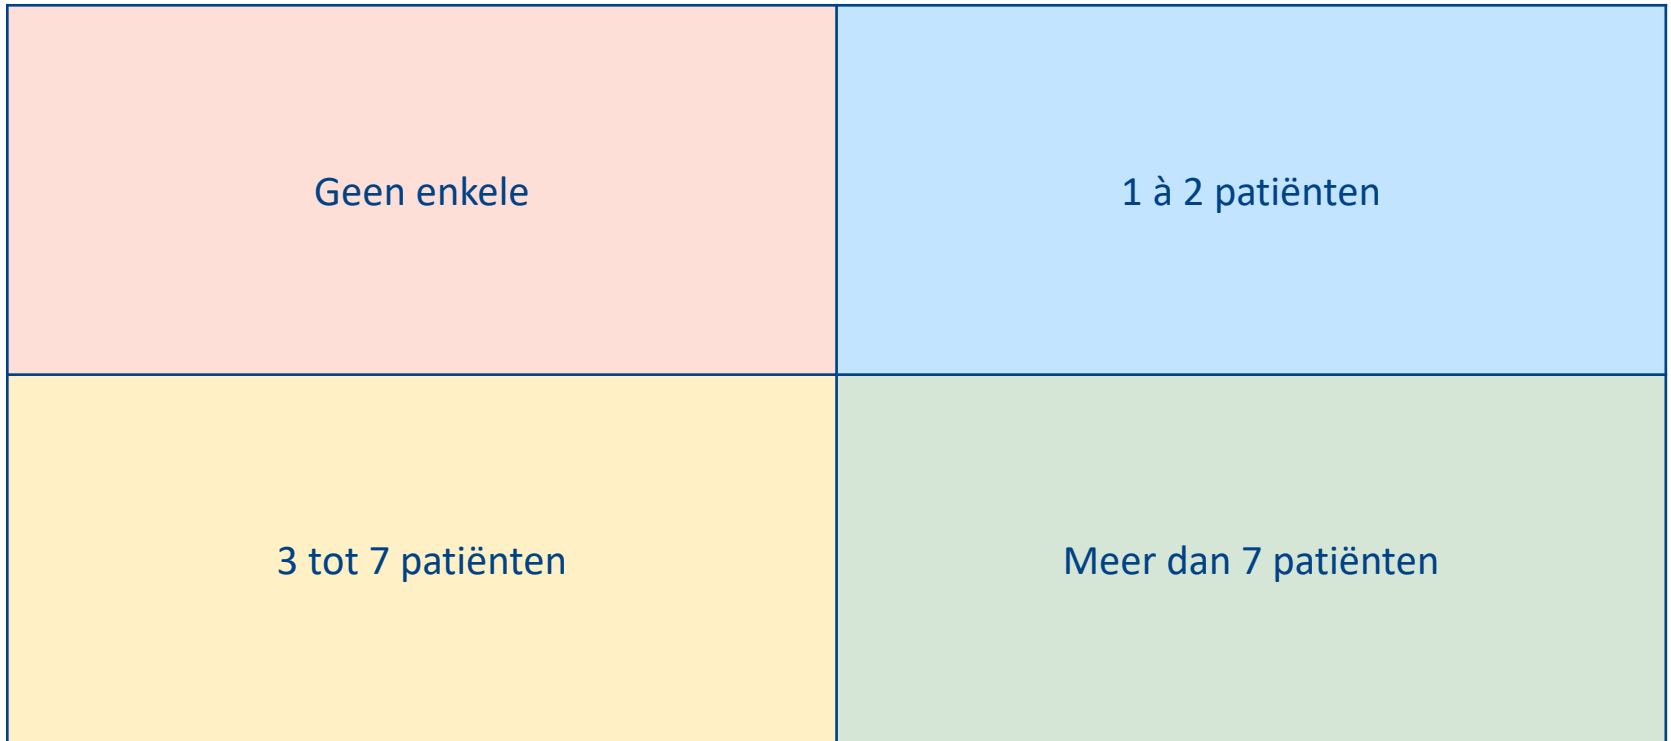 Geen enkele
1 à 2 patiënten
3 tot 7 patiënten
Meer dan 7 patiënten